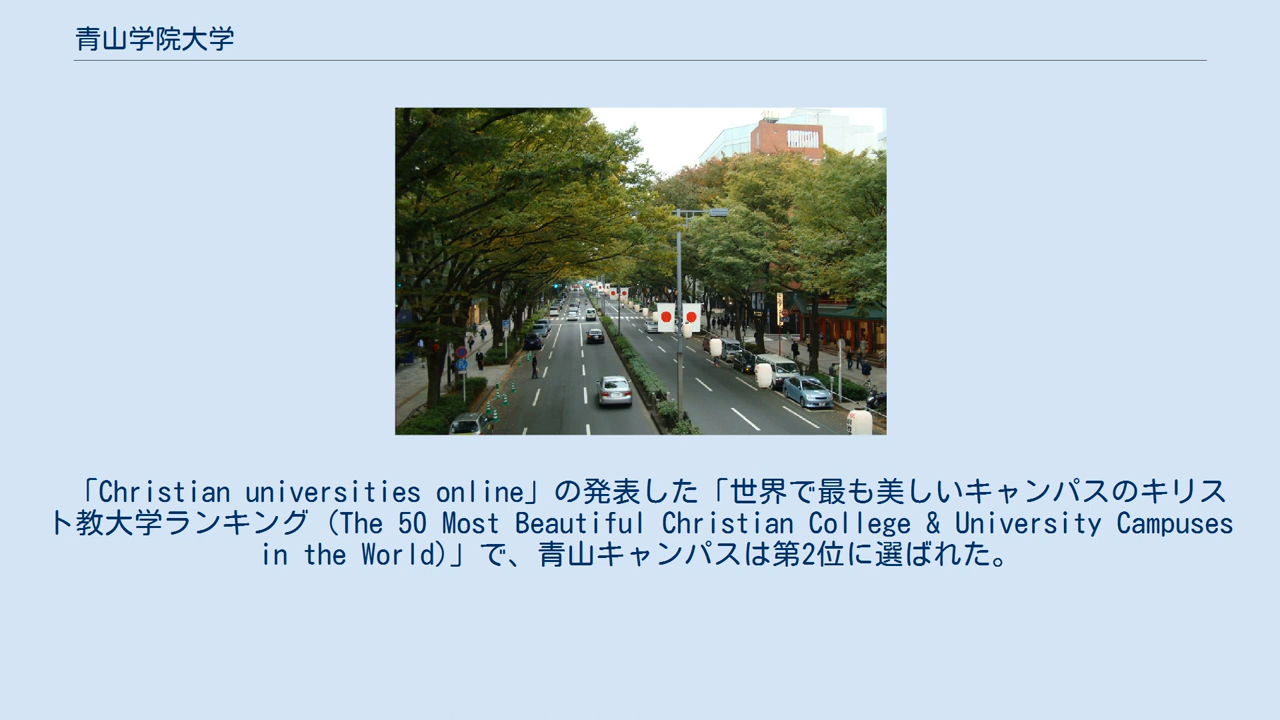 青山学院大学
「Christian universities online」の発表した「世界で最も美しいキャンパスのキリス
ト教大学ランキング（The 50 Most Beautiful Christian College & University Campuses
in the World)」で、青山キャンパスは第2位に選ばれた。